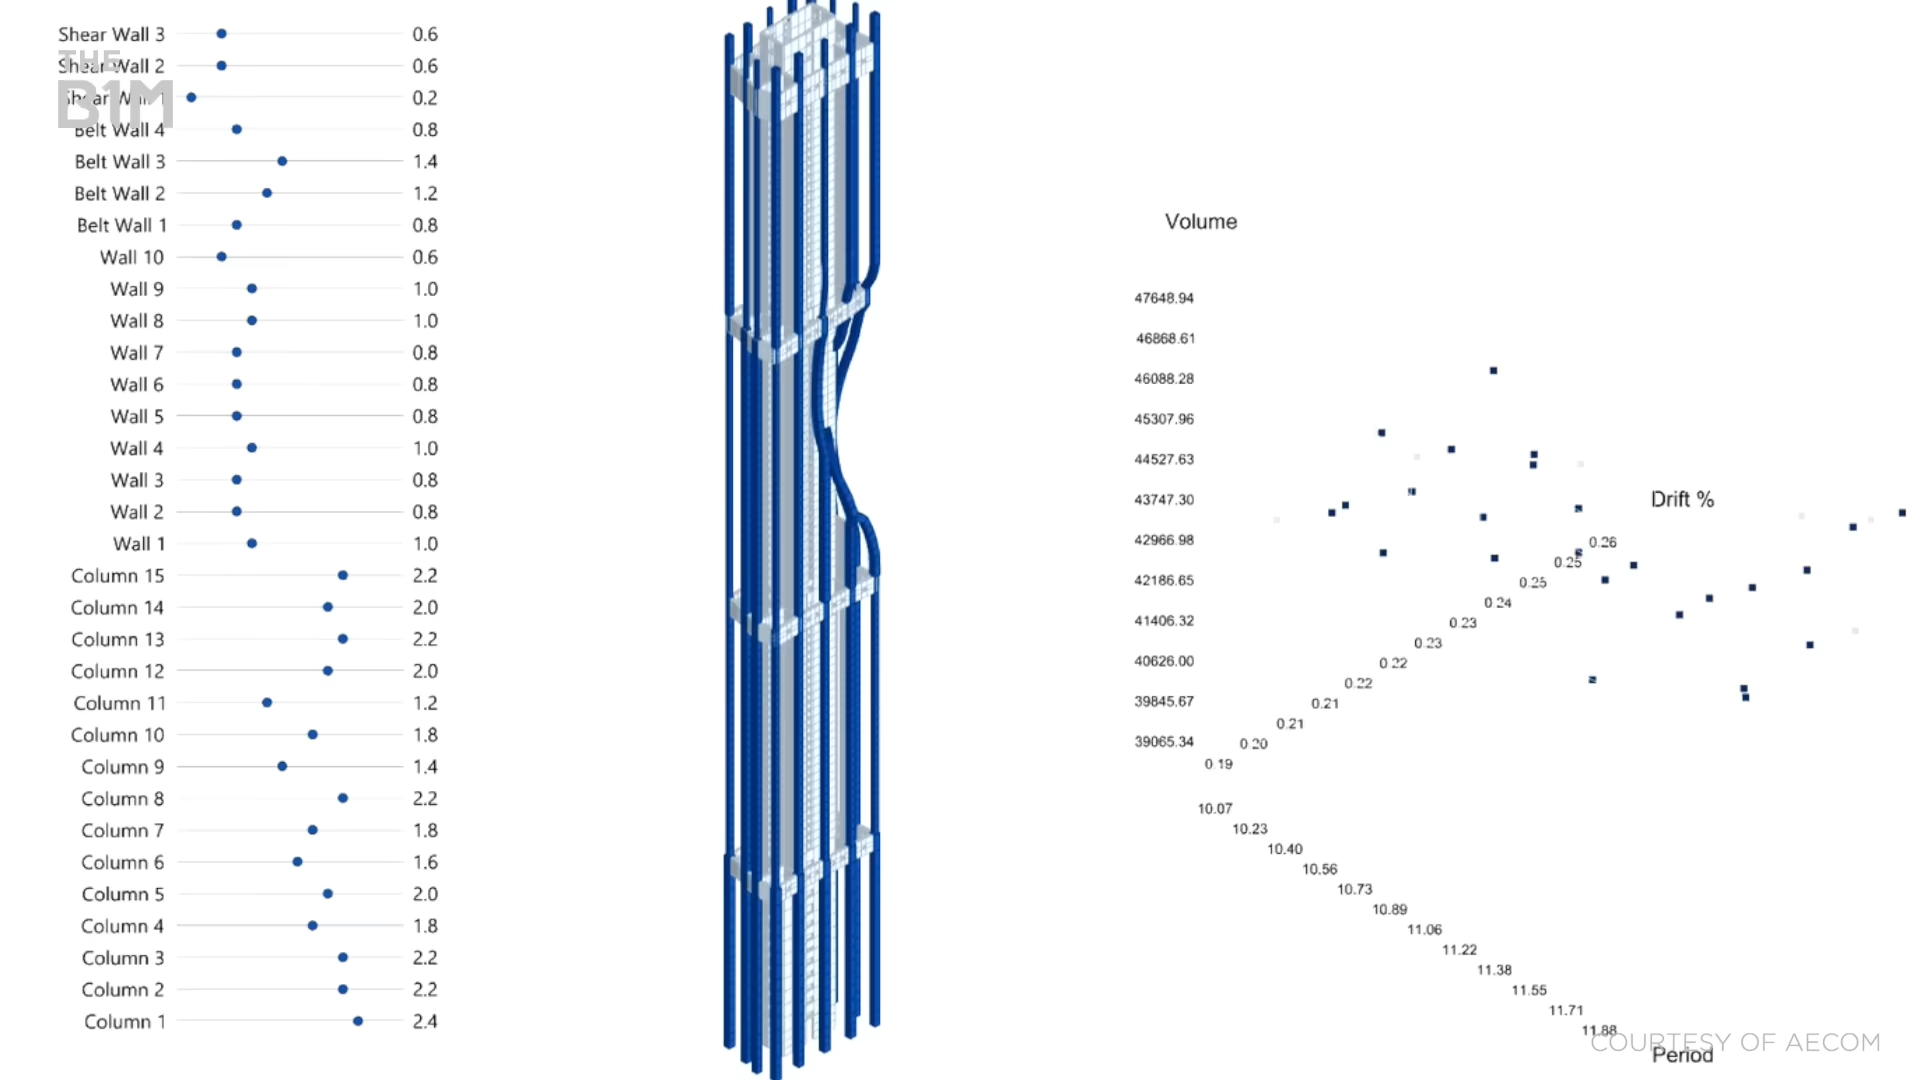 Shear Wall 3 0.6
THE
Shear Wall 2 0.6
Shear Wall 1 0.2
B1M
Belt Wall 4 0.8
Belt Wall 3 1.4
Belt Wall 2 1.2
Belt Wall 1 0.8
Wall 10 0.6
Wall 9 1.0
Wall 8 1.0
Wall 7 0.8
Wall 6 0.8
Wall 5 0.8
Wall 4 1.0
Wall 3 0.8
Wall 2 0.8
Wall 1 1.0
Column 15 2.2
Column 14 2.0
Column 13 2.2
Column 12 2.0
Column 11 1.2
Column 10 1.8
Column 9 1.4
Column 8 2.2
Column 7 1.8
Column 6 1.6
Column 5 2.0
Column 4 1.8
Column 3 2.2
Column 2 2.2
Column 1 2.4
Volume
47648.94
46868.61
46088.28
45307.96
44527.63
43747.30
42966.98
42186.65
41406.32
40626.00
39845.67
39065.34
Drift %
0.26
0.25
0.25
0.24
0.23
0.23
0.22
0.22
0.21
0.21
0.20
0.19
10.07
10.23
10.40
10.56
10.73
10.89
11.06
11.22
11.38
11.55
11.71
11.88
COURTESY OF AECOM
Period